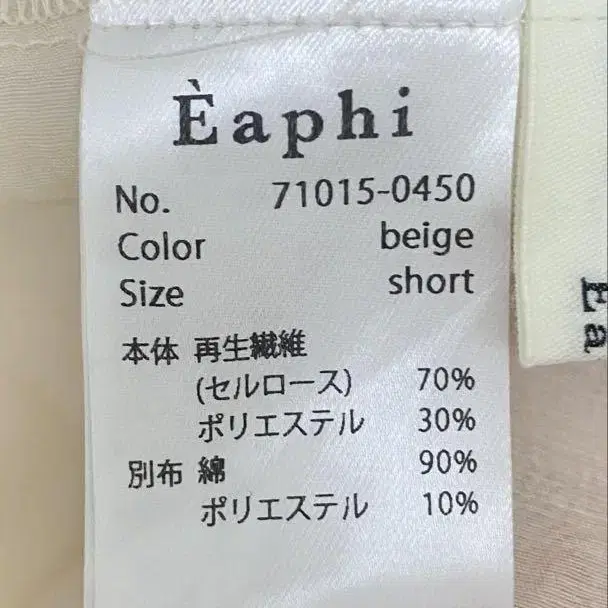 Èaphi
No. 71015-0450
Color beige
Size short
本体 再生繊維
(セルロース) 70%
ポリエステル 30%
別布 綿 90%
ポリエステル 10%
Ea